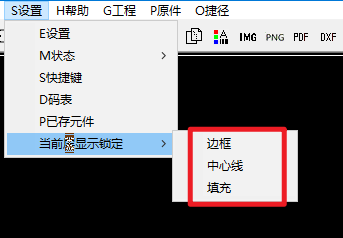 S设置 H帮助 G工程 P原件 O捷径
IMG PNG PDF DXF
E设置
M状态
S快捷键
D码表
P已存元件
当前层显示锁定
边框
中心线
填充